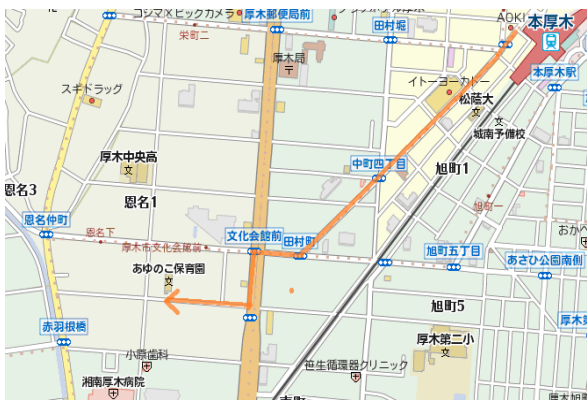 コジマ×ビックカメラ
厚木郵便局前
田村堀
AOKI
本厚木
栄町二
厚木局
イトーヨーカドー
本厚木駅
スギドラッグ
松蔭大
城南予備校
厚木中央高
中町四丁目
旭町1
恩名3
恩名1
旭町一
恩名仲町
恩名下
厚木市文化会館前
文化会館前
田村町
旭町五丁目
おかべ
あさひ公園南側
あゆのこ保育園
旭町5
赤羽根橋
厚木第二小
小原歯科
笹生循環器クリニック
湘南厚木病院